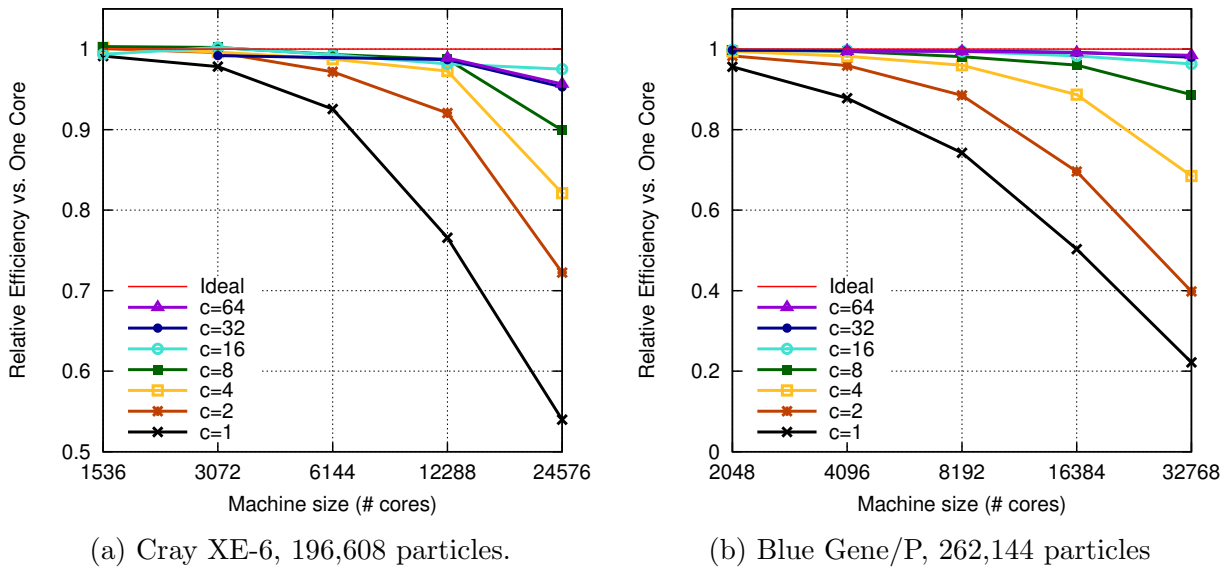 Relative Efficiency vs. One Core
1
0.9
0.8
0.7
0.6
0.5
Ideal
c=64
c=32
c=16
c=8
c=4
c=2
c=1
1536 3072 6144 12288 24576
Machine size (# cores)
(a) Cray XE-6, 196,608 particles.
Relative Efficiency vs. One Core
1
0.8
0.6
0.4
0.2
0
Ideal
c=64
c=32
c=16
c=8
c=4
c=2
c=1
2048 4096 8192 16384 32768
Machine size (# cores)
(b) Blue Gene/P, 262,144 particles